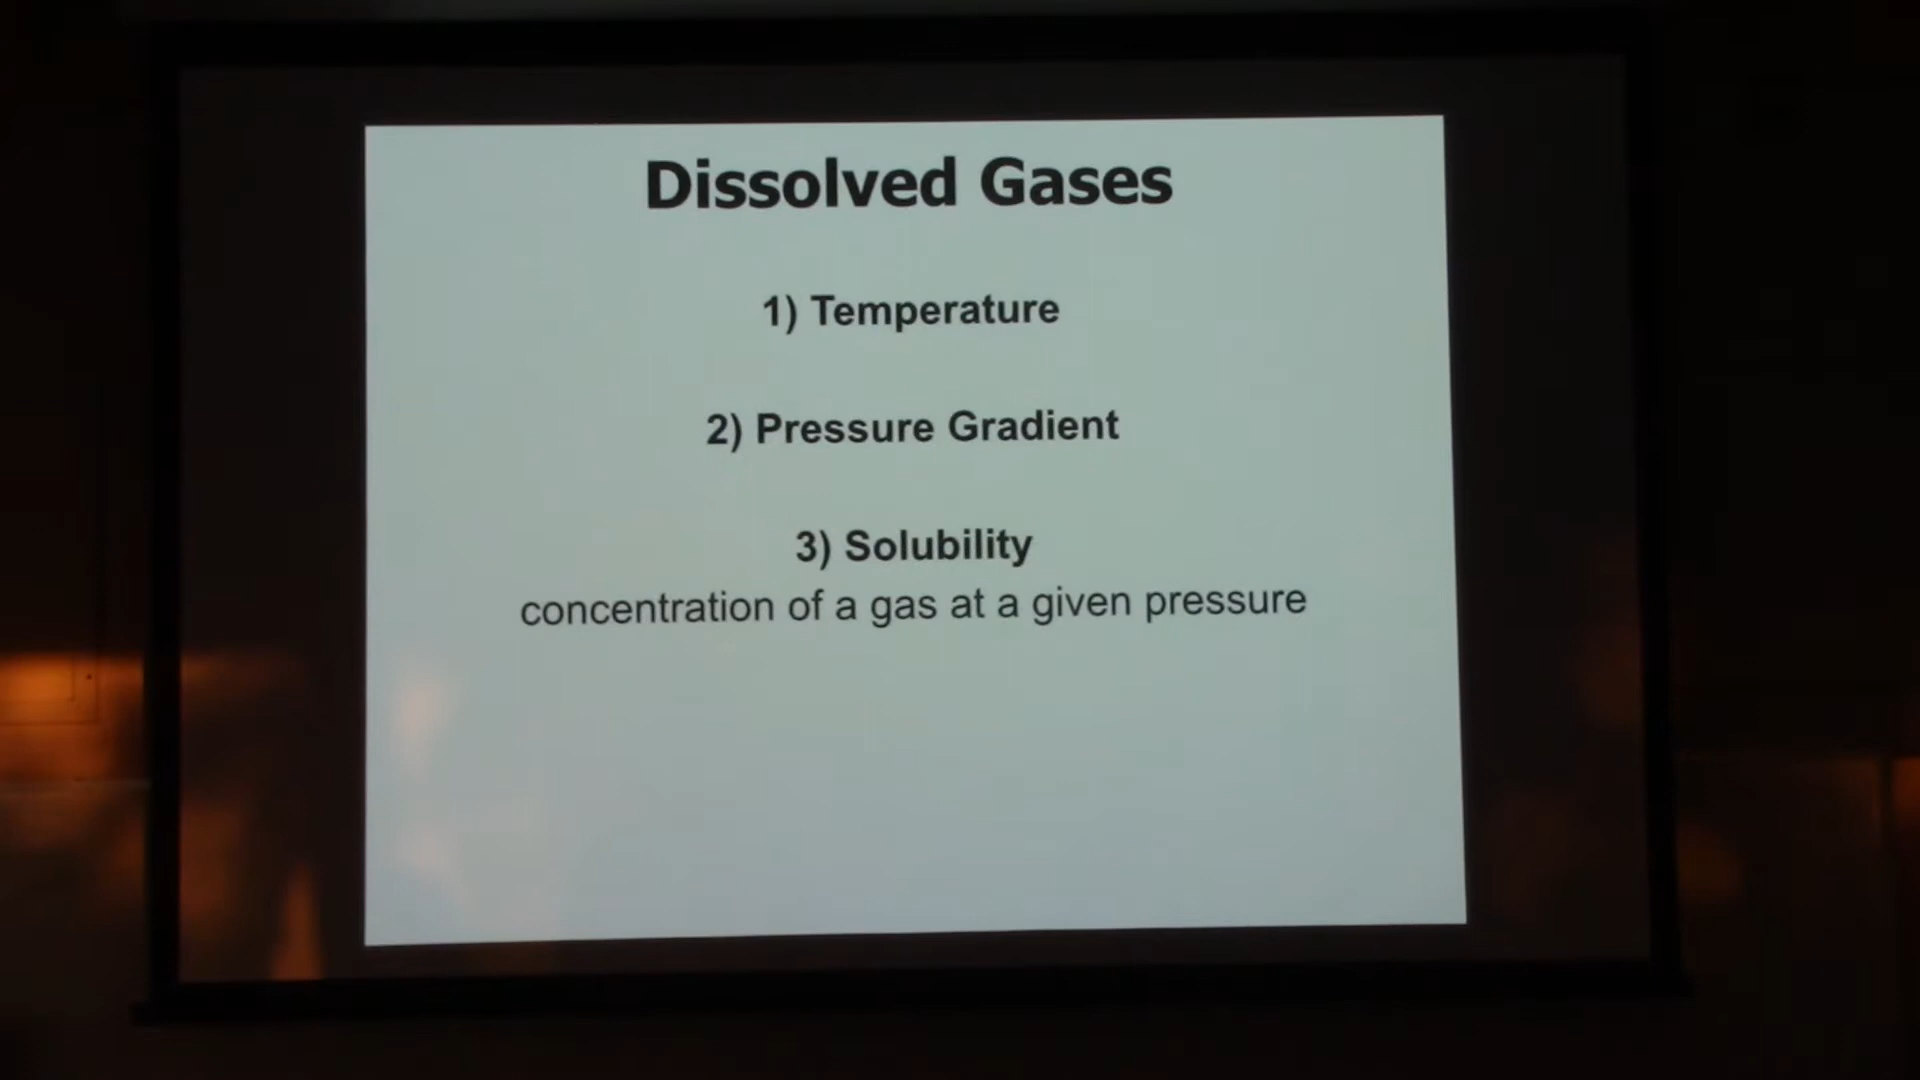 Dissolved Gases
1) Temperature
2) Pressure Gradient
3) Solubility
concentration of a gas at a given pressure